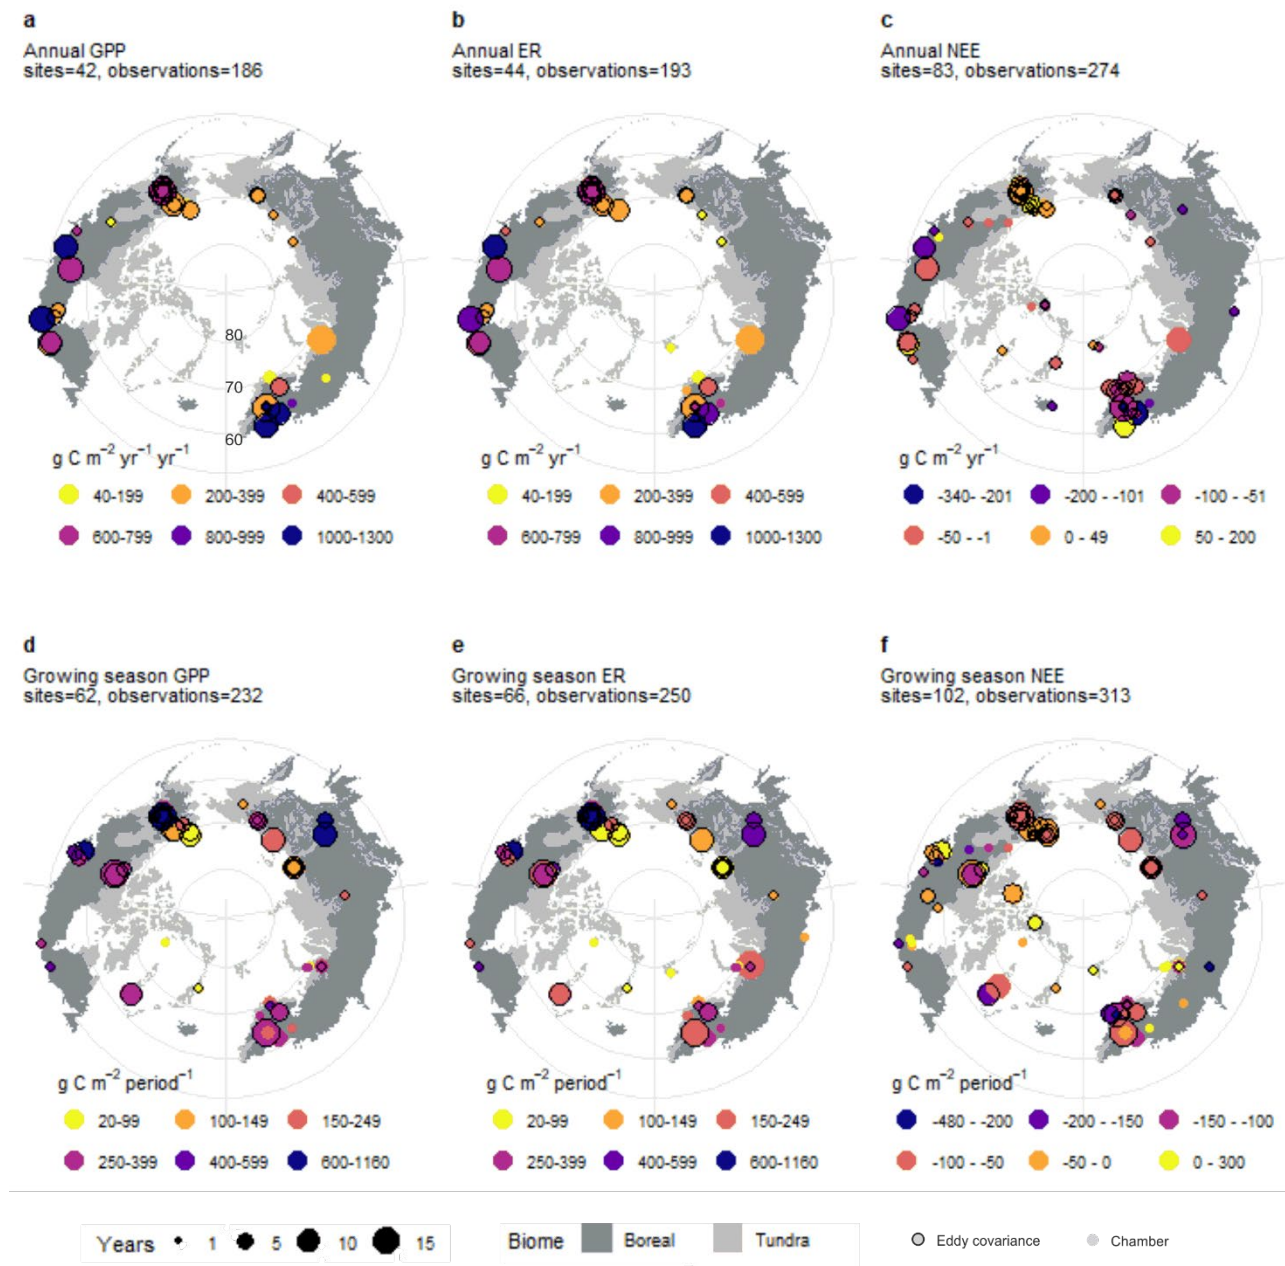 a
Annual GPP
sites=42, observations=186
b
Annual ER
sites=44, observations=193
c
Annual NEE
sites=83, observations=274
80
70
60
g C m⁻² yr⁻¹ yr⁻¹
40-199 200-399 400-599
600-799 800-999 1000-1300
g C m⁻² yr⁻¹
40-199 200-399 400-599
600-799 800-999 1000-1300
g C m⁻² yr⁻¹
-340- -201 -200 - -101 -100 - -51
-50 - -1 0 - 49 50 - 200
d
Growing season GPP
sites=62, observations=232
e
Growing season ER
sites=66, observations=250
f
Growing season NEE
sites=102, observations=313
g C m⁻² period⁻¹
20-99 100-149 150-249
250-399 400-599 600-1160
g C m⁻² period⁻¹
20-99 100-149 150-249
250-399 400-599 600-1160
g C m⁻² period⁻¹
-480 - -200 -200 - -150 -150 - -100
-100 - -50 -50 - 0 0 - 300
Years 1 5 10 15
Biome Boreal Tundra
Eddy covariance Chamber